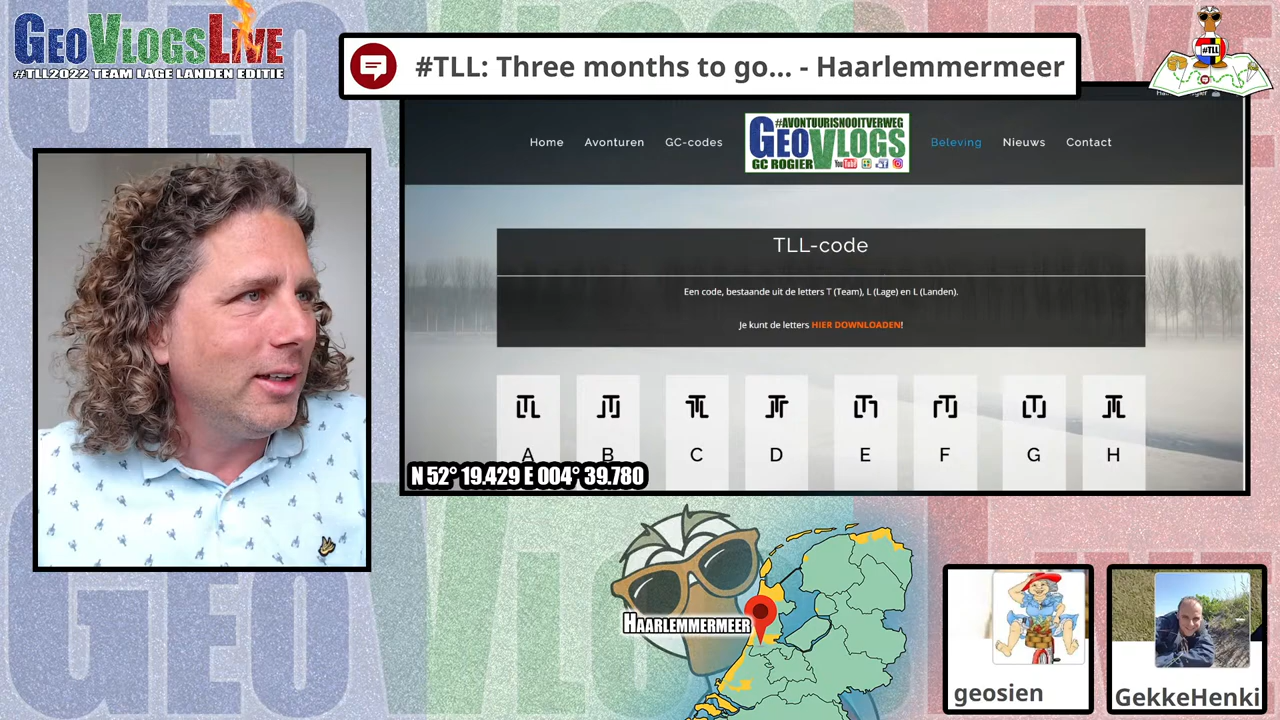 GEOVLOGSLIVE
#TLL2022 TEAM LAGE LANDEN EDITIE
#TLL: Three months to go... - Haarlemmermeer
#TLL
Home Avonturen GC-codes
#AVONTUURISNOOITVERWEG
GEOVLOGS
GC ROGIER
YouTube
Beleving Nieuws Contact
TLL-code
Een code, bestaande uit de letters T (Team), L (Lage) en L (Landen).
Je kunt de letters HIER DOWNLOADEN!
A B C D E F G H
N 52° 19.429 E 004° 39.780
HAARLEMMERMEER
geosien
GekkeHenki